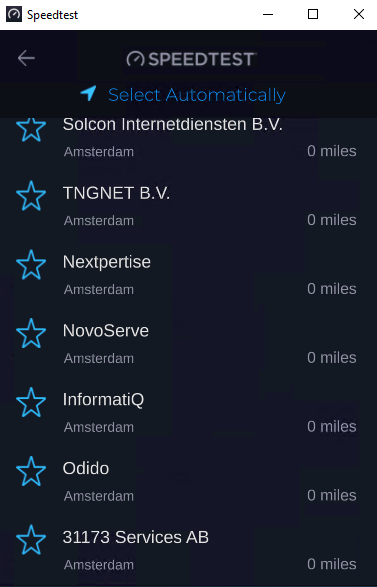 Speedtest
SPEEDTEST
Select Automatically
Solcon Internetdiensten B.V.
Amsterdam 0 miles
TNGNET B.V.
Amsterdam 0 miles
Nextpertise
Amsterdam 0 miles
NovoServe
Amsterdam 0 miles
InformatiQ
Amsterdam 0 miles
Odido
Amsterdam 0 miles
31173 Services AB
Amsterdam 0 miles